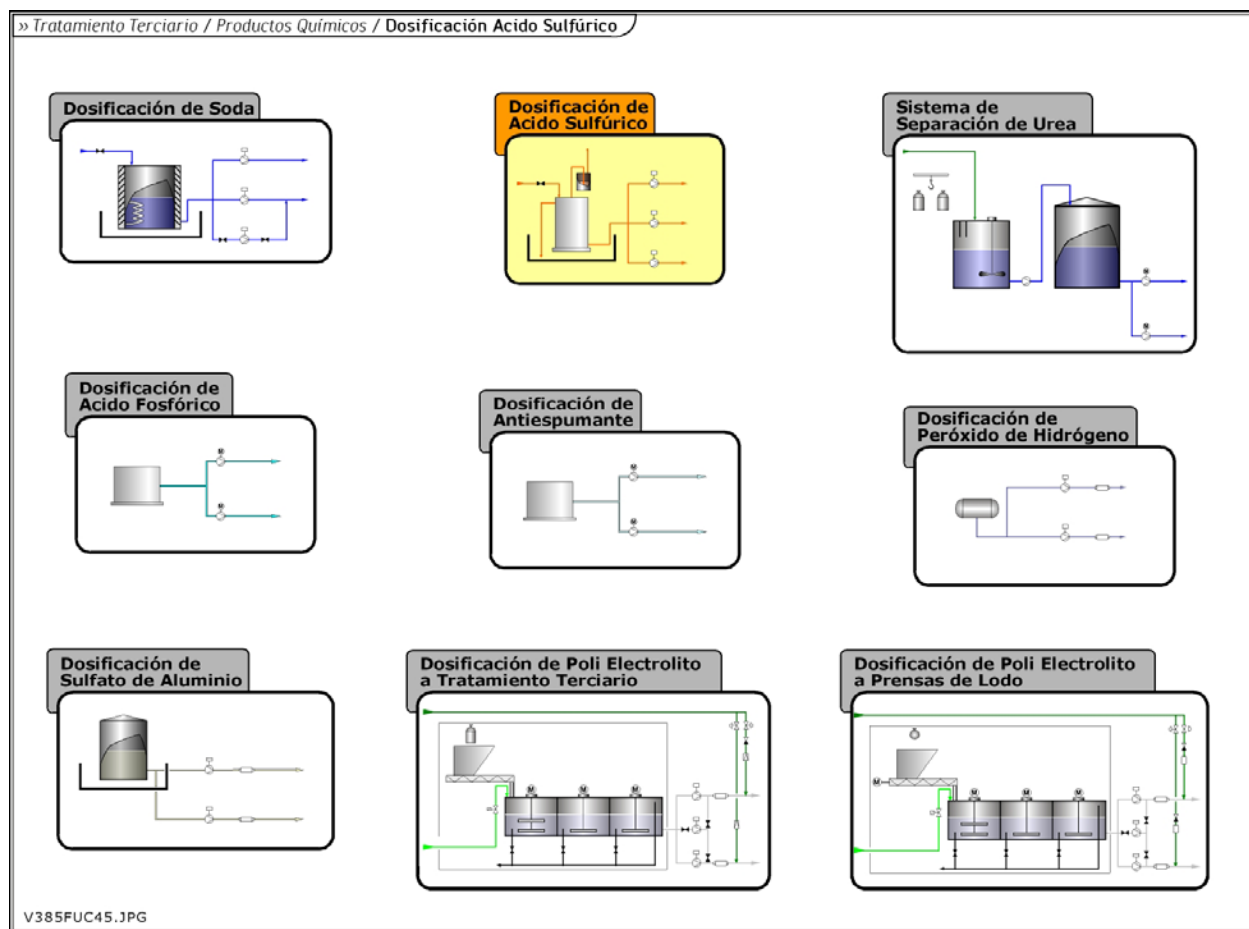 » Tratamiento Terciario / Productos Químicos / Dosificación Acido Sulfúrico
Dosificación de Soda
Dosificación de
Acido Sulfúrico
Sistema de
Separación de Urea
M
M
Dosificación de
Acido Fosfórico
M
M
Dosificación de
Antiespumante
M
M
Dosificación de
Peróxido de Hidrógeno
Dosificación de
Sulfato de Aluminio
Dosificación de Poli Electrolito
a Tratamiento Terciario
M
M
M
Dosificación de Poli Electrolito
a Prensas de Lodo
M
M
M
M
V385FUC45.JPG